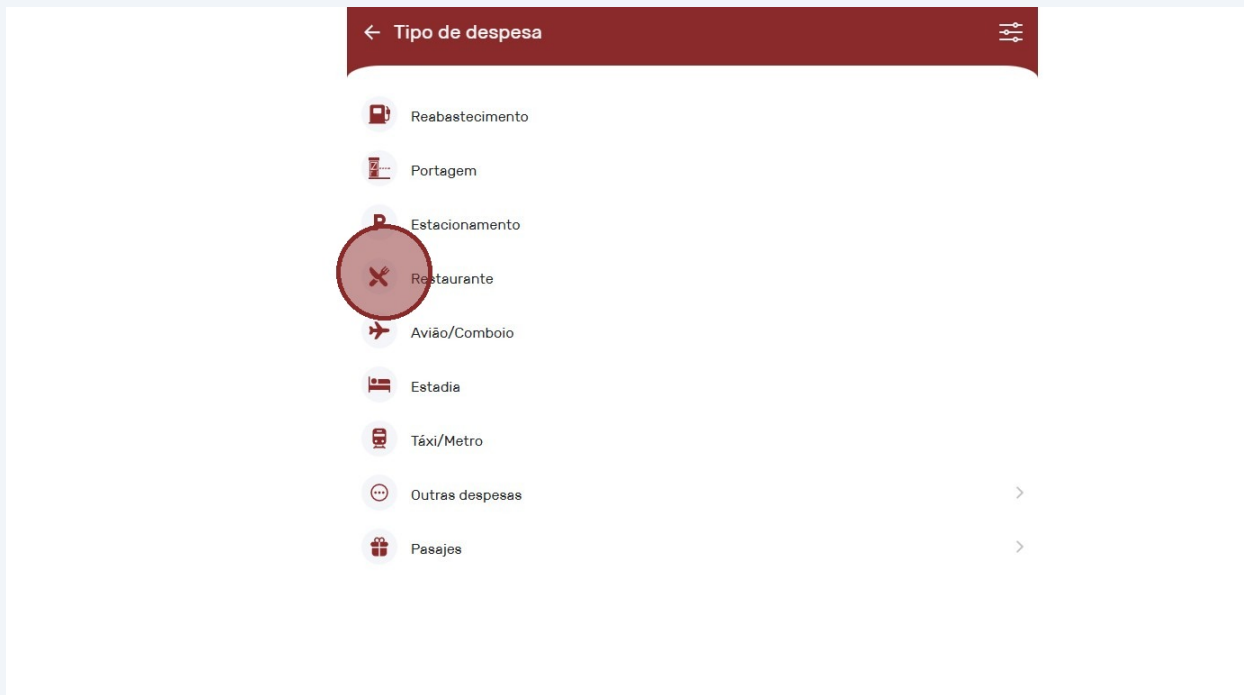 Tipo de despesa
Reabastecimento
Portagem
Estacionamento
Restaurante
Avião/Comboio
Estadia
Táxi/Metro
Outras despesas
Pasajes